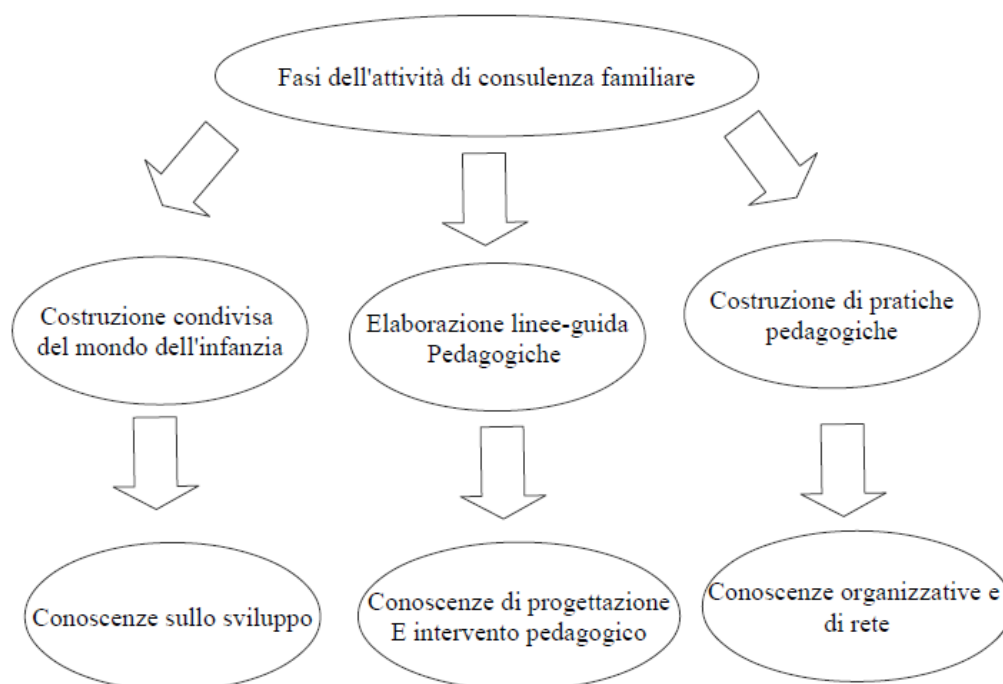 Fasi dell'attività di consulenza familiare
Costruzione condivisa
del mondo dell'infanzia
Elaborazione linee-guida
Pedagogiche
Costruzione di pratiche
pedagogiche
Conoscenze sullo sviluppo
Conoscenze di progettazione
E intervento pedagogico
Conoscenze organizzative e
di rete